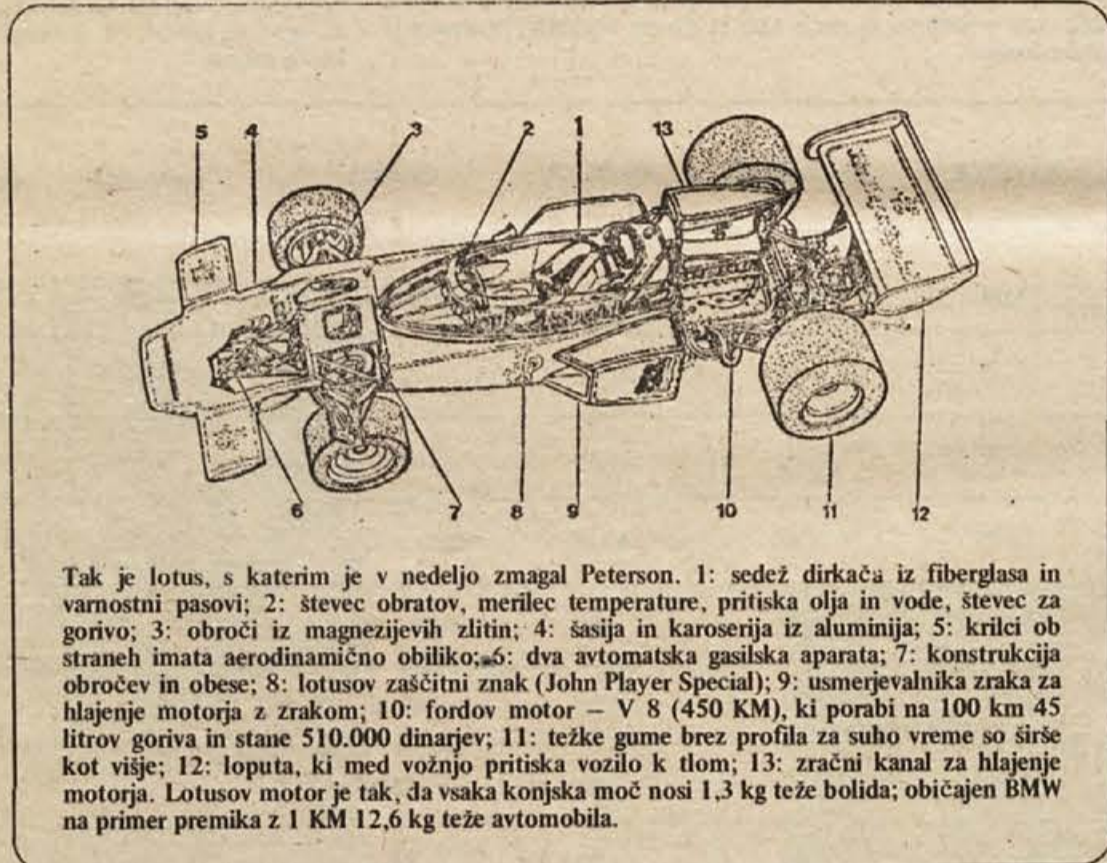 5 4 3 2 1 13
6 7 8 9 10 11 12
Tak je lotus, s katerim je v nedeljo zmagal Peterson. 1: sedež dirkača iz fiberglasa in
varnostni pasovi; 2: števec obratov, merilec temperature, pritiska olja in vode, števec za
gorivo; 3: obroči iz magnezijevih zlitin; 4: šasija in karoserija iz aluminija; 5: krilci ob
straneh imata aerodinamično obiliko; 6: dva avtomatska gasilska aparata; 7: konstrukcija
obročev in obese; 8: lotusov zaščitni znak (John Player Special); 9: usmerjevalnika zraka za
hlajenje motorja z zrakom; 10: fordov motor – V 8 (450 KM), ki porabi na 100 km 45
litrov goriva in stane 510.000 dinarjev; 11: težke gume brez profila za suho vreme so širše
kot višje; 12: loputa, ki med vožnjo pritiska vozilo k tlom; 13: zračni kanal za hlajenje
motorja. Lotusov motor je tak, da vsaka konjska moč nosi 1,3 kg teže bolida; običajen BMW
na primer premika z 1 KM 12,6 kg teže avtomobila.